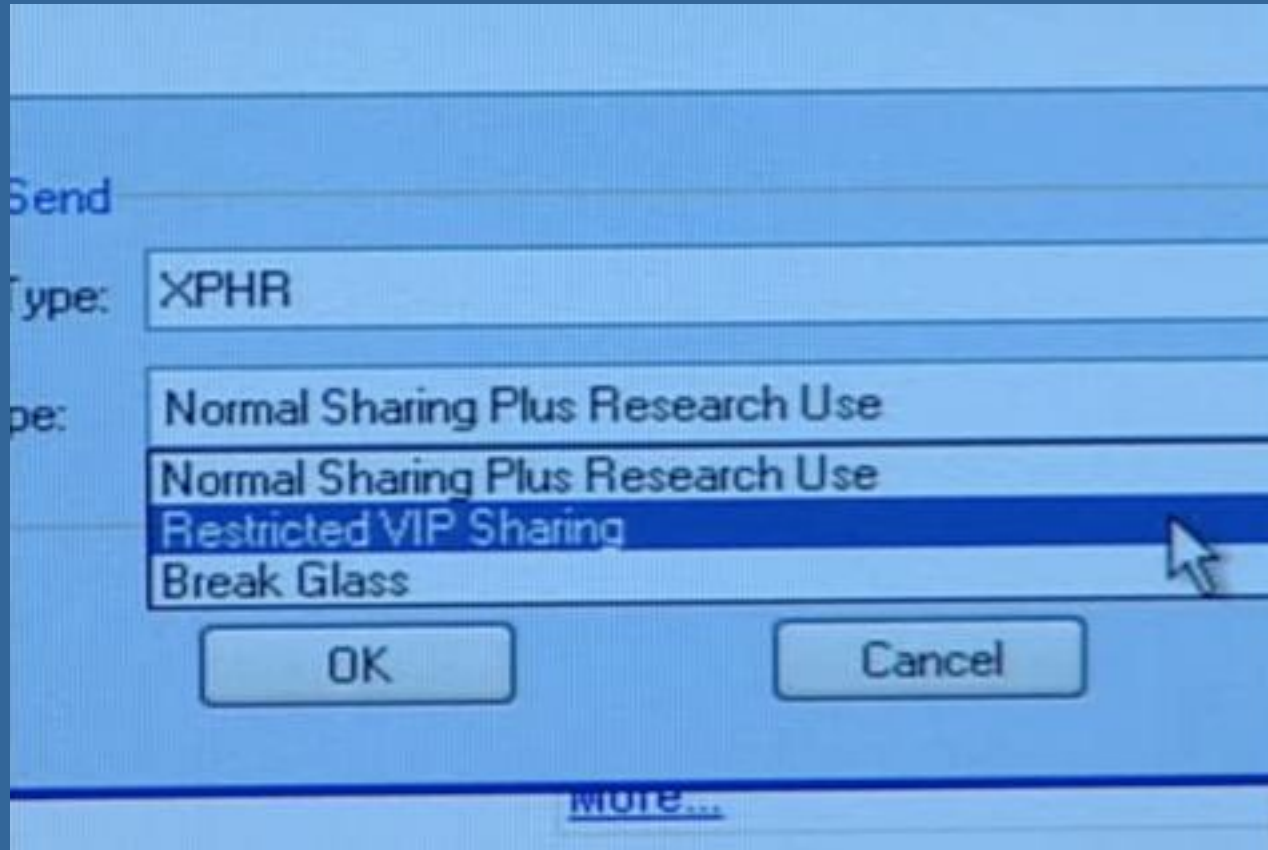 Send
Type: XPHR
pe: Normal Sharing Plus Research Use
Normal Sharing Plus Research Use
Restricted VIP Sharing
Break Glass
OK Cancel
More...